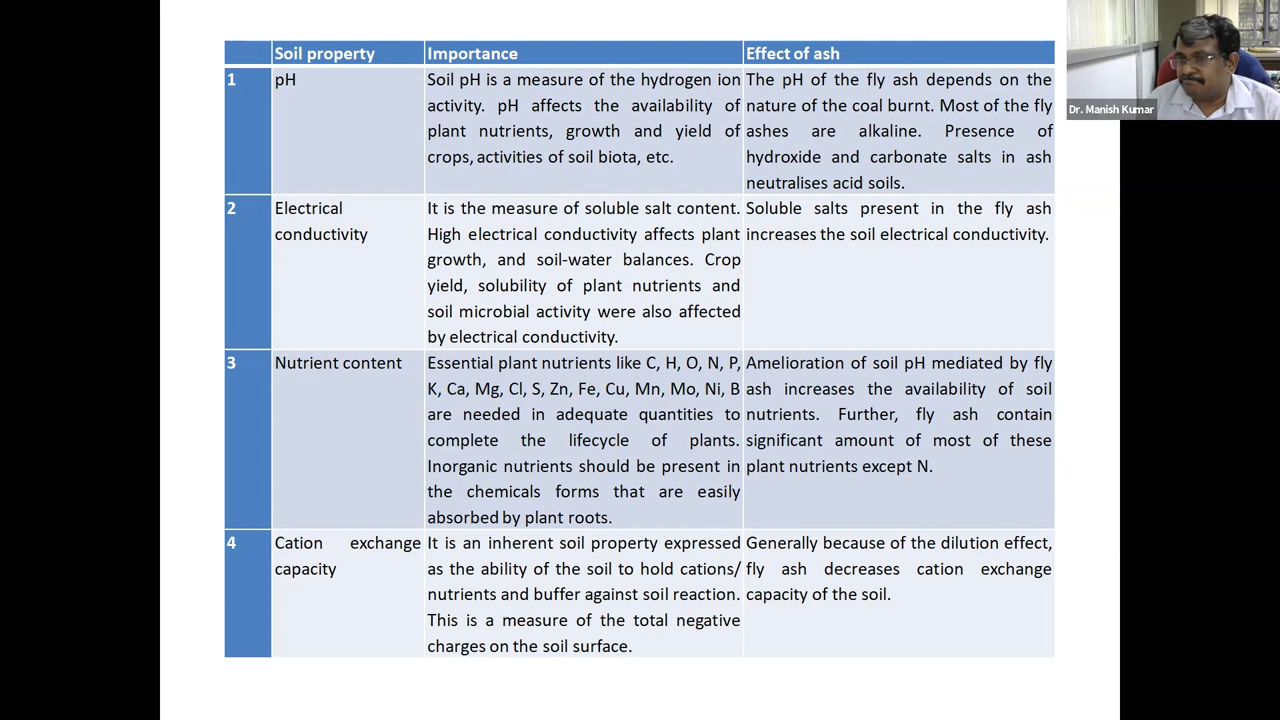 Soil property Importance Effect of ash
1 pH Soil pH is a measure of the hydrogen ion The pH of the fly ash depends on the
activity. pH affects the availability of nature of the coal burnt. Most of the fly
plant nutrients, growth and yield of ashes are alkaline. Presence of
crops, activities of soil biota, etc. hydroxide and carbonate salts in ash
neutralises acid soils.
2 Electrical It is the measure of soluble salt content. Soluble salts present in the fly ash
conductivity High electrical conductivity affects plant increases the soil electrical conductivity.
growth, and soil-water balances. Crop
yield, solubility of plant nutrients and
soil microbial activity were also affected
by electrical conductivity.
3 Nutrient content Essential plant nutrients like C, H, O, N, P, Amelioration of soil pH mediated by fly
K, Ca, Mg, Cl, S, Zn, Fe, Cu, Mn, Mo, Ni, B ash increases the availability of soil
are needed in adequate quantities to nutrients. Further, fly ash contain
complete the lifecycle of plants. significant amount of most of these
Inorganic nutrients should be present in plant nutrients except N.
the chemicals forms that are easily
absorbed by plant roots.
4 Cation exchange It is an inherent soil property expressed Generally because of the dilution effect,
capacity as the ability of the soil to hold cations/ fly ash decreases cation exchange
nutrients and buffer against soil reaction. capacity of the soil.
This is a measure of the total negative
charges on the soil surface.
Dr. Manish Kumar